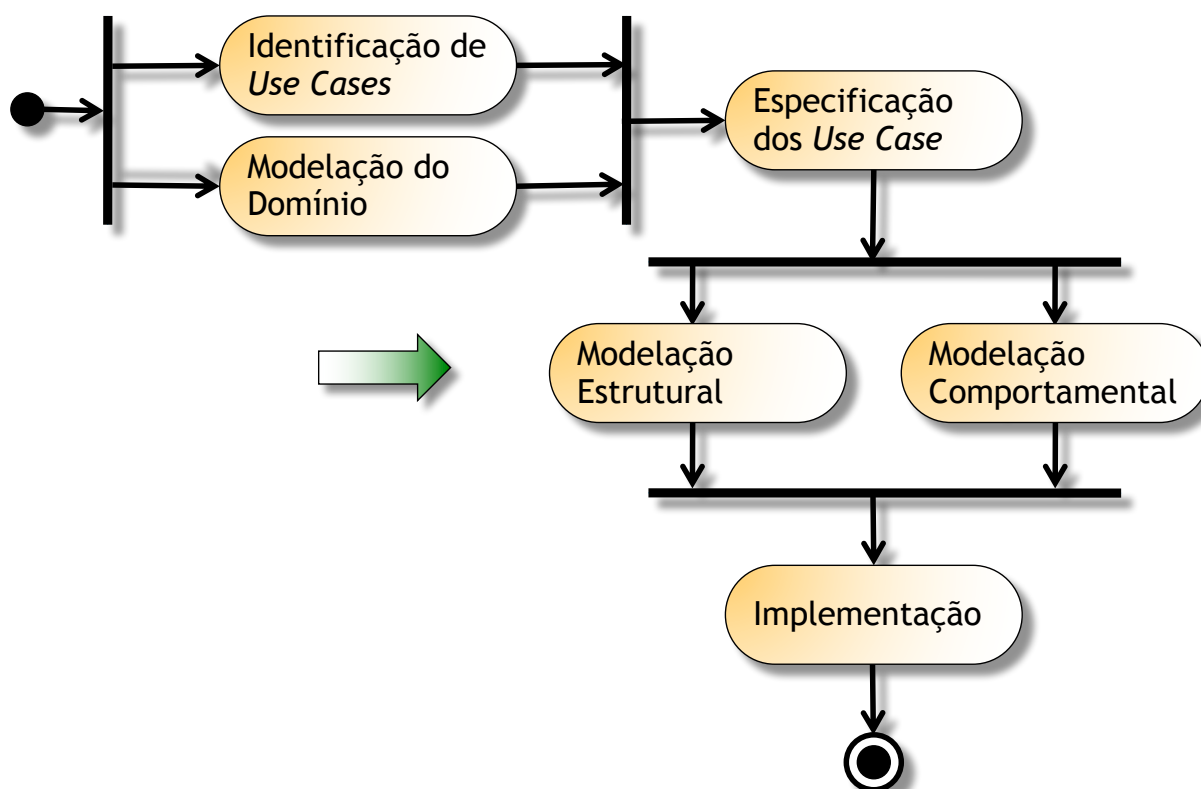 Identificação de
Use Cases
Modelação do
Domínio
Especificação
dos Use Case
Modelação
Estrutural
Modelação
Comportamental
Implementação